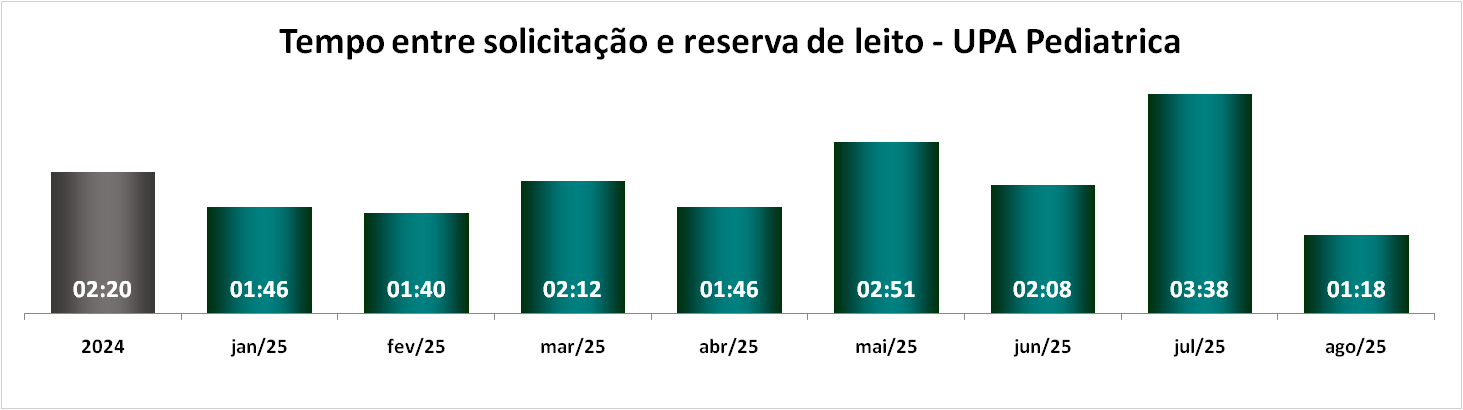 Tempo entre solicitação e reserva de leito - UPA Pediatrica
02:20 01:46 01:40 02:12 01:46 02:51 02:08 03:38 01:18
2024 jan/25 fev/25 mar/25 abr/25 mai/25 jun/25 jul/25 ago/25